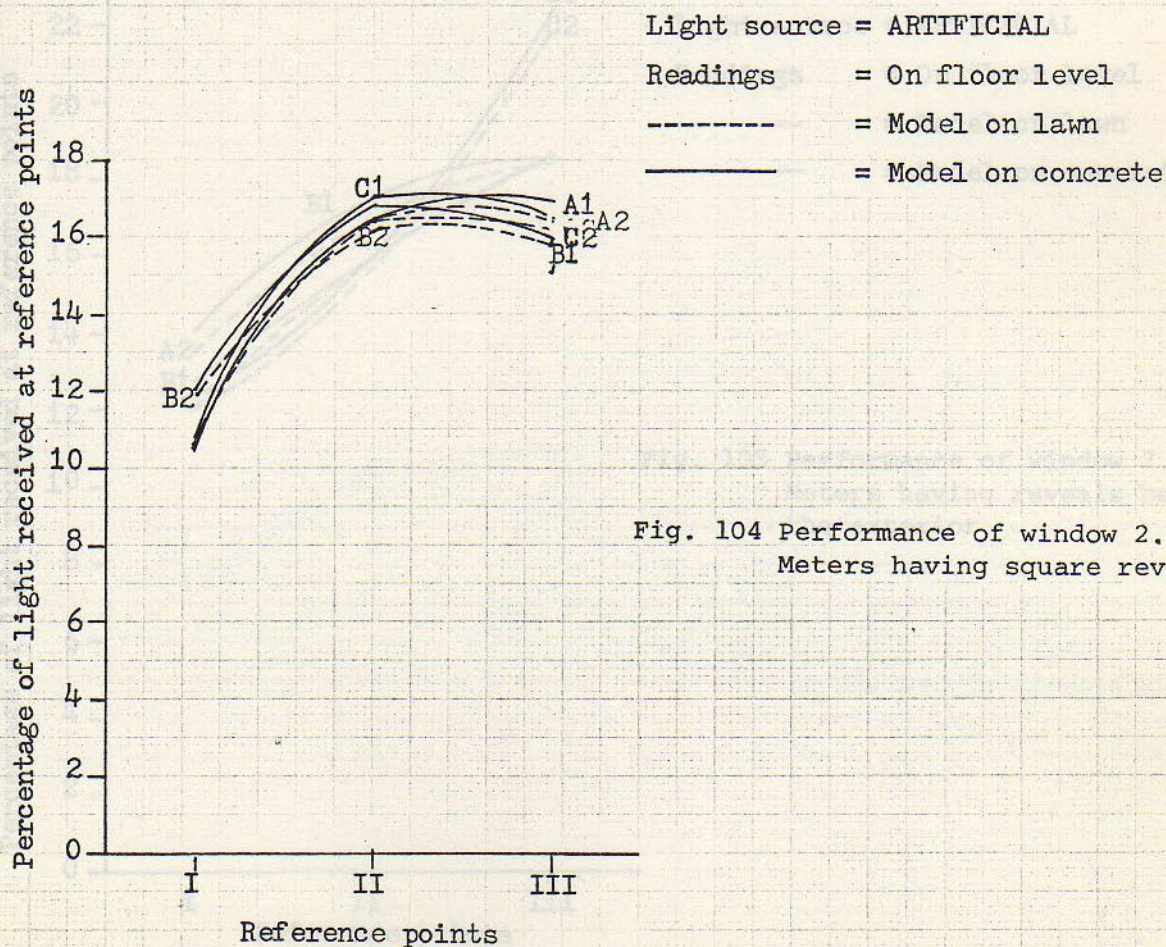 Light source = ARTIFICIAL
Readings = On floor level
= Model on lawn
= Model on concrete
Percentage of light received at reference points
18
16
14
12
10
8
6
4
2
0
C1
B2
B2
A1
A2
C2
B1
I
II
III
Reference points
Fig. 104 Performance of window 2.
Meters having square rev